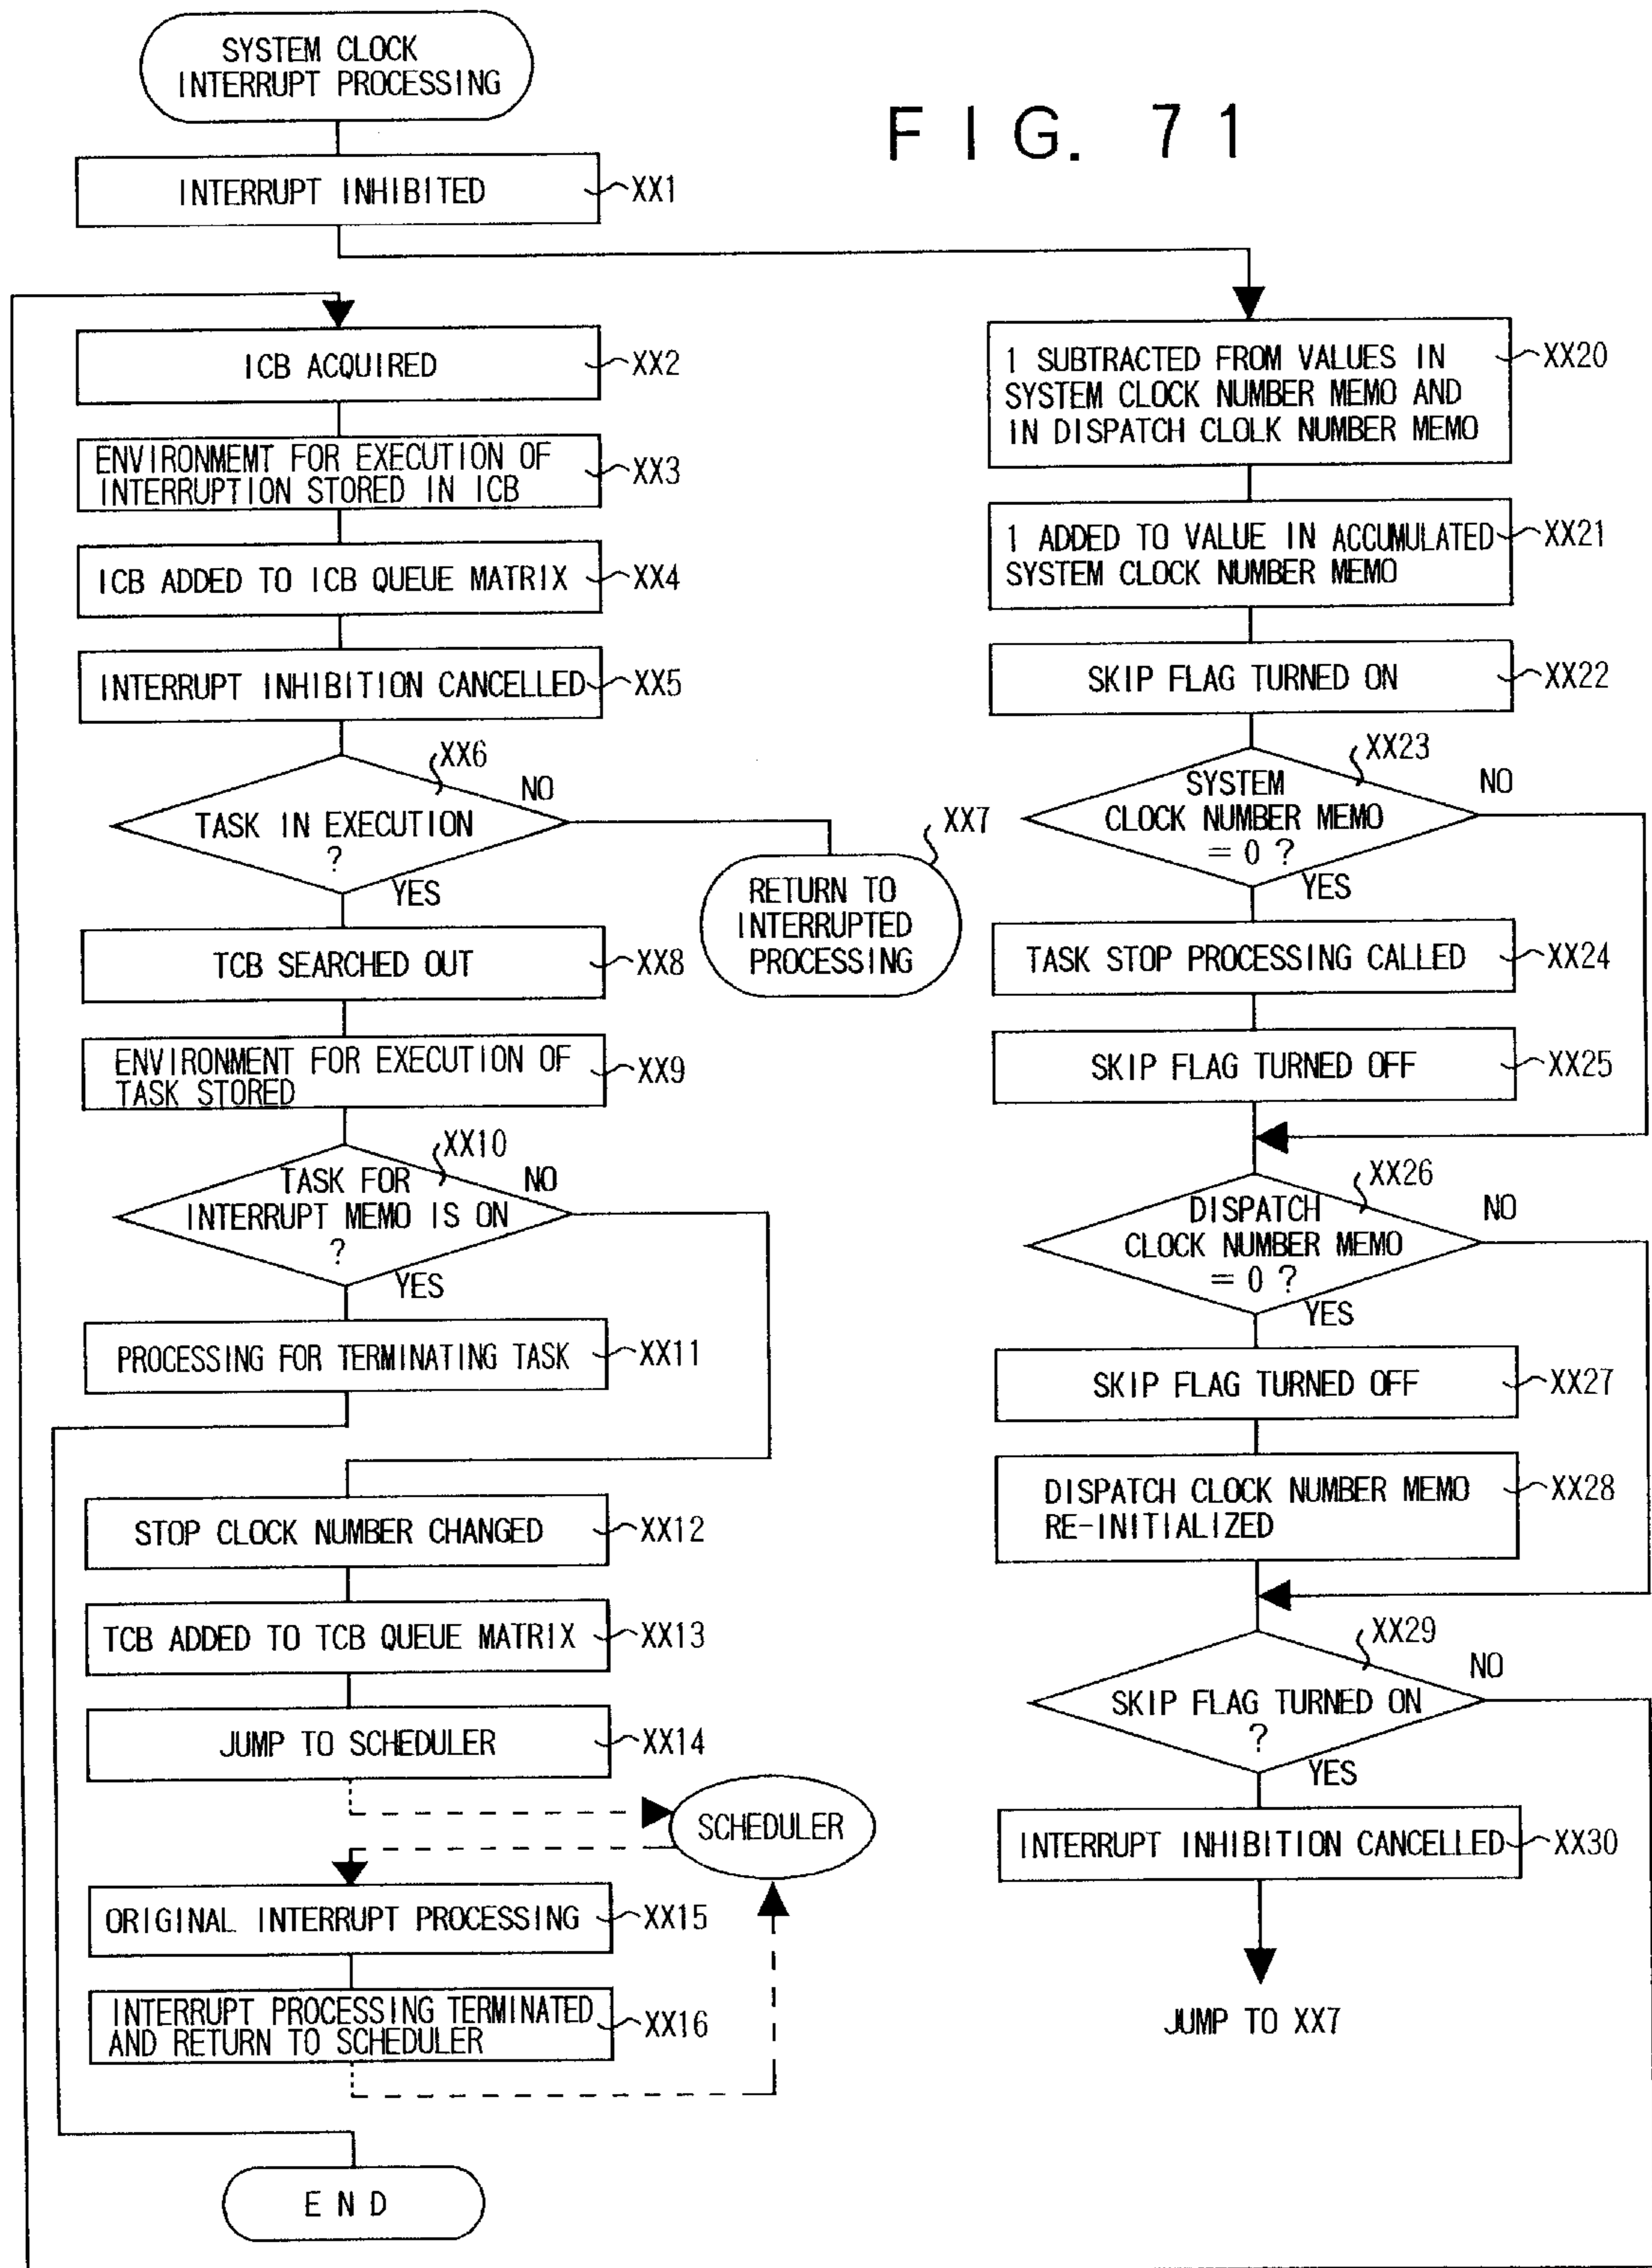 SYSTEM CLOCK
INTERRUPT PROCESSING
FIG. 71
INTERRUPT INHIBITED
XX1
ICB ACQUIRED
XX2
ENVIRONMEMT FOR EXECUTION OF
INTERRUPTION STORED IN ICB
XX3
ICB ADDED TO ICB QUEUE MATRIX
XX4
INTERRUPT INHIBITION CANCELLED
XX5
XX6
NO
TASK IN EXECUTION
?
YES
XX7
RETURN TO
INTERRUPTED
PROCESSING
TCB SEARCHED OUT
XX8
ENVIRONMENT FOR EXECUTION OF
TASK STORED
XX9
XX10
TASK FOR
INTERRUPT MEMO IS ON
?
NO
YES
PROCESSING FOR TERMINATING TASK
XX11
STOP CLOCK NUMBER CHANGED
XX12
TCB ADDED TO TCB QUEUE MATRIX
XX13
JUMP TO SCHEDULER
XX14
SCHEDULER
ORIGINAL INTERRUPT PROCESSING
XX15
INTERRUPT PROCESSING TERMINATED
AND RETURN TO SCHEDULER
XX16
END
1 SUBTRACTED FROM VALUES IN
SYSTEM CLOCK NUMBER MEMO AND
IN DISPATCH CLOLK NUMBER MEMO
XX20
1 ADDED TO VALUE IN ACCUMULATED
SYSTEM CLOCK NUMBER MEMO
XX21
SKIP FLAG TURNED ON
XX22
XX23
SYSTEM
CLOCK NUMBER MEMO
= 0 ?
NO
YES
TASK STOP PROCESSING CALLED
XX24
SKIP FLAG TURNED OFF
XX25
XX26
DISPATCH
CLOCK NUMBER MEMO
= 0 ?
NO
YES
SKIP FLAG TURNED OFF
XX27
DISPATCH CLOCK NUMBER MEMO
RE-INITIALIZED
XX28
XX29
NO
SKIP FLAG TURNED ON
?
YES
INTERRUPT INHIBITION CANCELLED
XX30
JUMP TO XX7